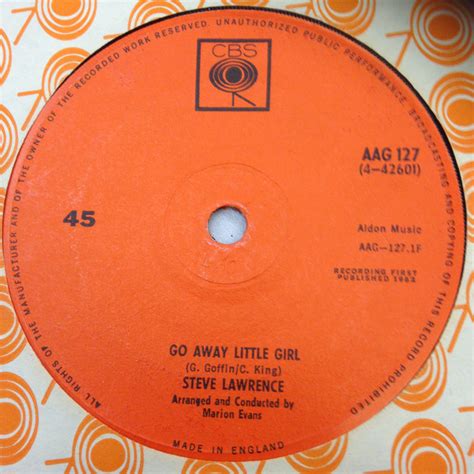 ALL RIGHTS OF THE MANUFACTURER AND OF THE OWNER OF THE RECORDED WORK RESERVED. UNAUTHORIZED PUBLIC PERFORMANCE, BROADCASTING AND COPYING OF THIS RECORD PROHIBITED
CBS
AAG 127
(4-42601)
45
Aldon Music
AAG-127.1F
RECORDING FIRST
PUBLISHED 1962
GO AWAY LITTLE GIRL
(G. Goffin/C. King)
STEVE LAWRENCE
Arranged and Conducted by
Marion Evans
MADE IN ENGLAND